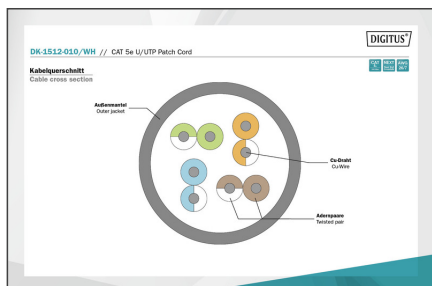 DIGITUS®
DK-1512-010/WH // CAT 5e U/UTP Patch Cord
Kabelquerschnitt
Cable cross section
Außenmantel
Outer jacket
Cu-Draht
Cu-Wire
Adernpaare
Twisted pair